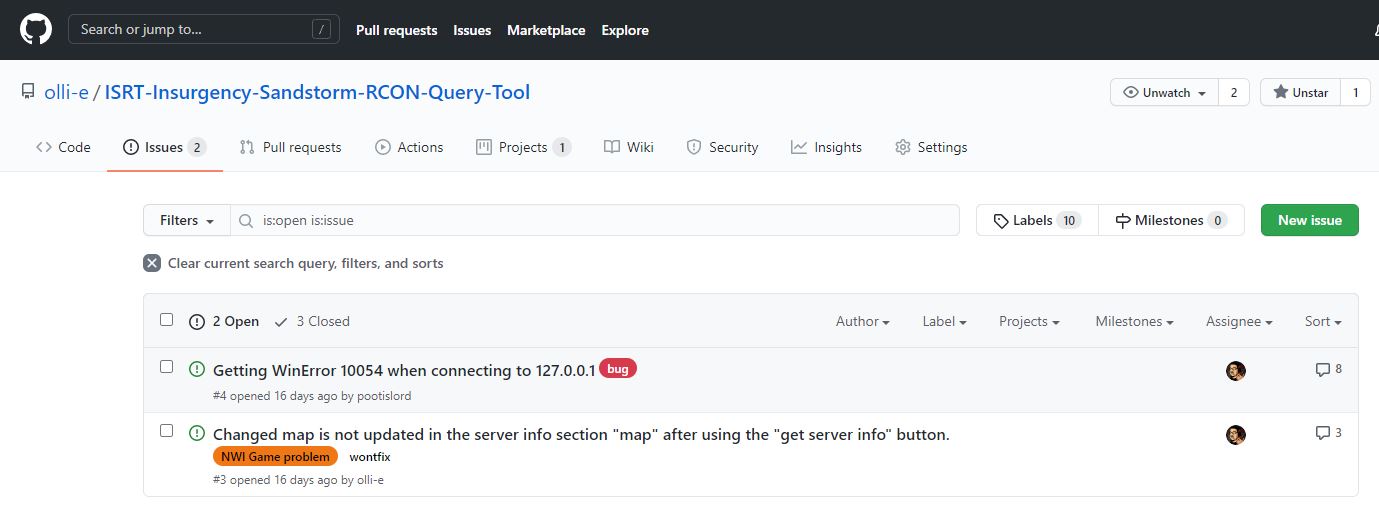 Search or jump to... /
Pull requests Issues Marketplace Explore
olli-e / ISRT-Insurgency-Sandstorm-RCON-Query-Tool
Unwatch 2 Unstar 1
Code Issues 2 Pull requests Actions Projects 1 Wiki Security Insights Settings
Filters is:open is:issue Labels 10 Milestones 0 New issue
Clear current search query, filters, and sorts
2 Open 3 Closed Author Label Projects Milestones Assignee Sort
Getting WinError 10054 when connecting to 127.0.0.1 bug 8
#4 opened 16 days ago by pootislord
Changed map is not updated in the server info section "map" after using the "get server info" button. 3
NWI Game problem wontfix
#3 opened 16 days ago by olli-e